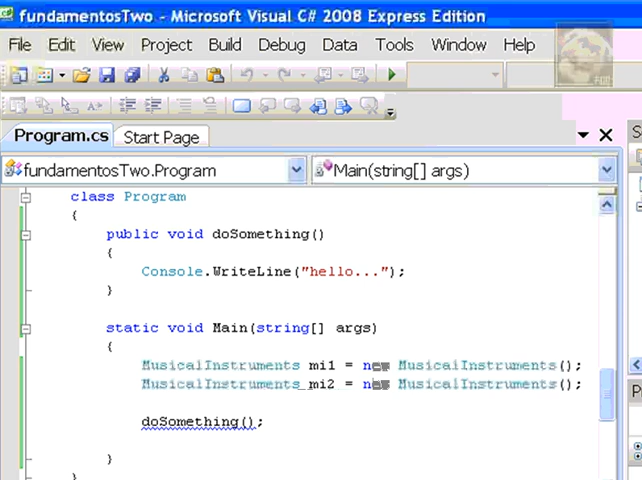 fundamentosTwo - Microsoft Visual C# 2008 Express Edition
File Edit View Project Build Debug Data Tools Window Help
Program.cs Start Page
fundamentosTwo.Program Main(string[] args)
class Program
{
public void doSomething()
{
Console.WriteLine("hello...");
}
static void Main(string[] args)
{
MusicalInstruments mi1 = new MusicalInstruments();
MusicalInstruments mi2 = new MusicalInstruments();
doSomething();
}
}